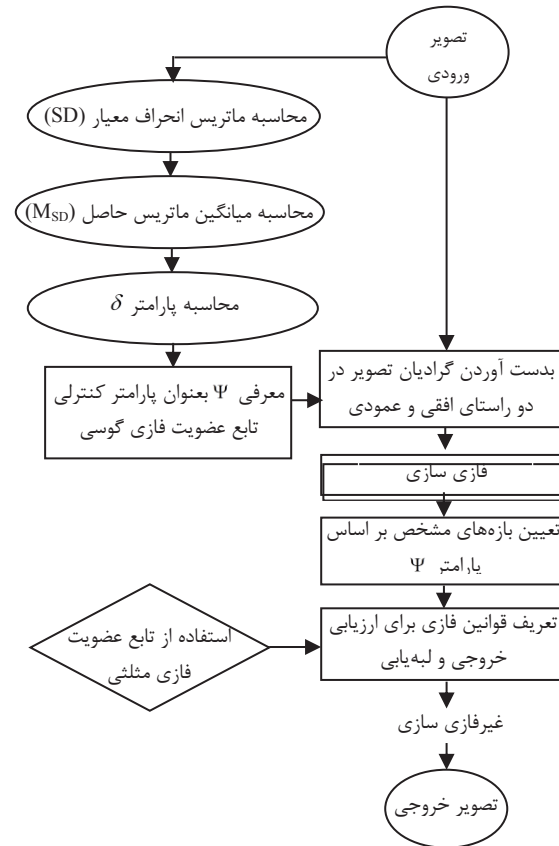 تصویر
ورودی
محاسبه ماتریس انحراف معیار (SD)
محاسبه میانگین ماتریس حاصل (M_SD)
محاسبه پارامتر δ
معرفی Ψ بعنوان پارامتر کنترلی
تابع عضویت فازی گوسی
بدست آوردن گرادیان تصویر در
دو راستای افقی و عمودی
فازی سازی
تعیین بازه‌های مشخص بر اساس
پارامتر Ψ
استفاده از تابع عضویت
فازی مثلثی
تعریف قوانین فازی برای ارزیابی
خروجی و لبه‌یابی
غیرفازی سازی
تصویر خروجی